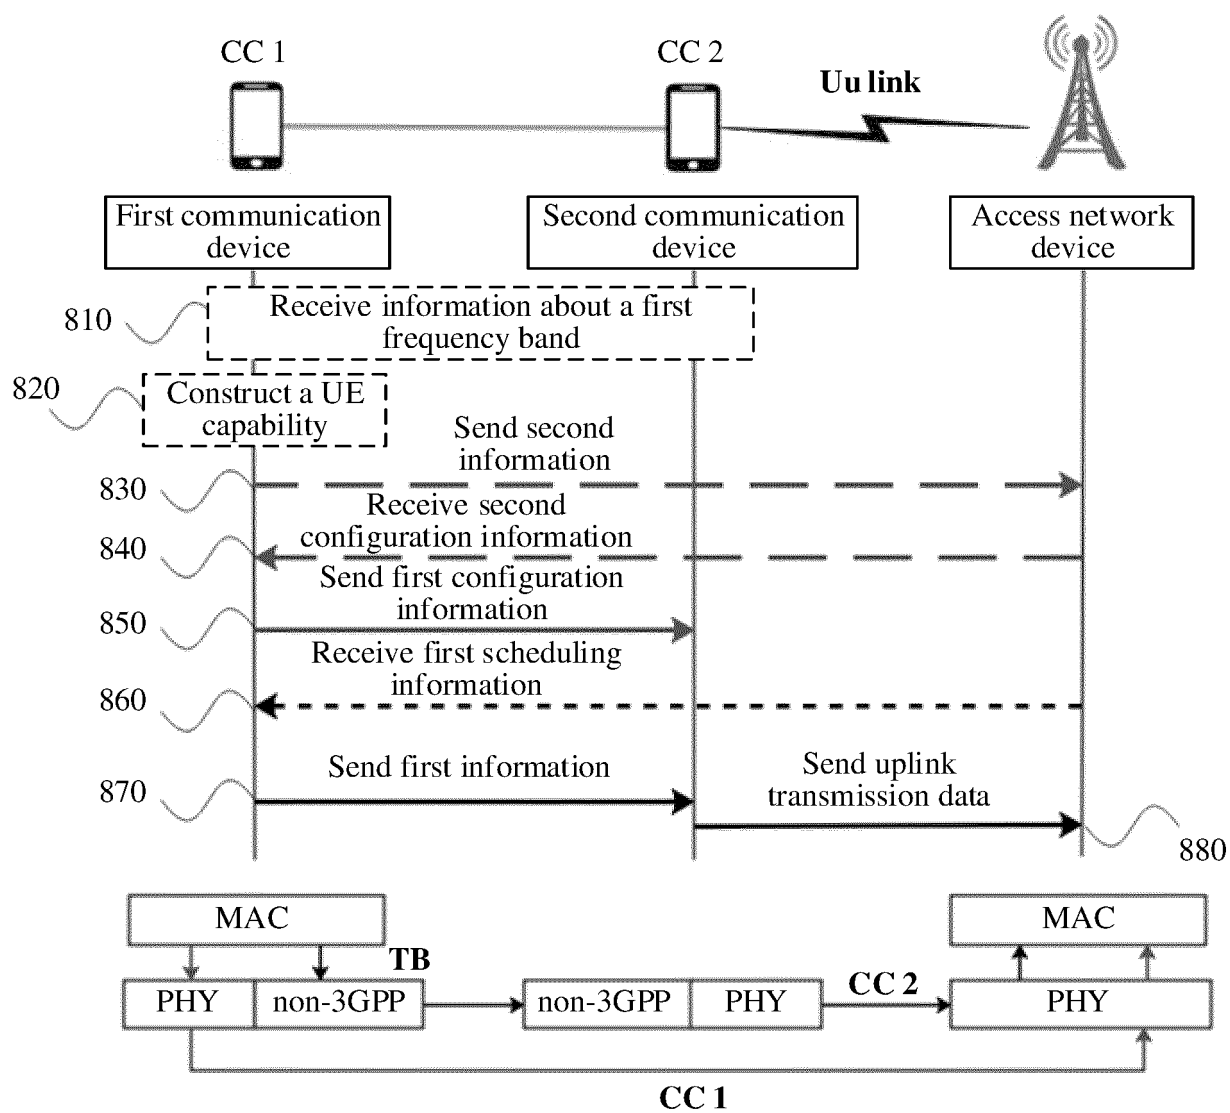 CC 1
CC 2
Uu link
First communication
device
Second communication
device
Access network
device
810
Receive information about a first
frequency band
820
Construct a UE
capability
Send second
information
830
Receive second
configuration information
840
Send first configuration
information
850
Receive first scheduling
information
860
Send first information
870
Send uplink
transmission data
880
MAC
MAC
TB
PHY
non-3GPP
non-3GPP
PHY
CC 2
PHY
CC 1